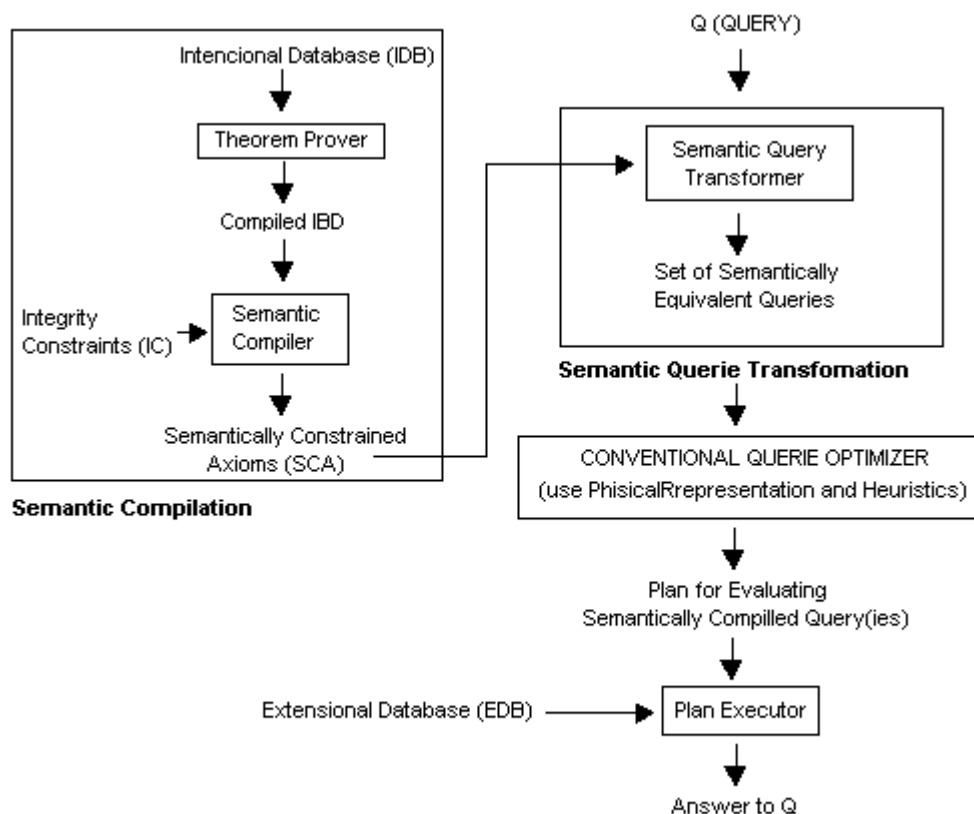 Intencional Database (IDB)
Theorem Prover
Compiled IBD
Integrity
Constraints (IC)
Semantic
Compiler
Semantically Constrained
Axioms (SCA)
Semantic Compilation
Q (QUERY)
Semantic Query
Transformer
Set of Semantically
Equivalent Queries
Semantic Querie Transfomation
CONVENTIONAL QUERIE OPTIMIZER
(use PhisicalRrepresentation and Heuristics)
Plan for Evaluating
Semantically Compilled Query(ies)
Extensional Database (EDB)
Plan Executor
Answer to Q